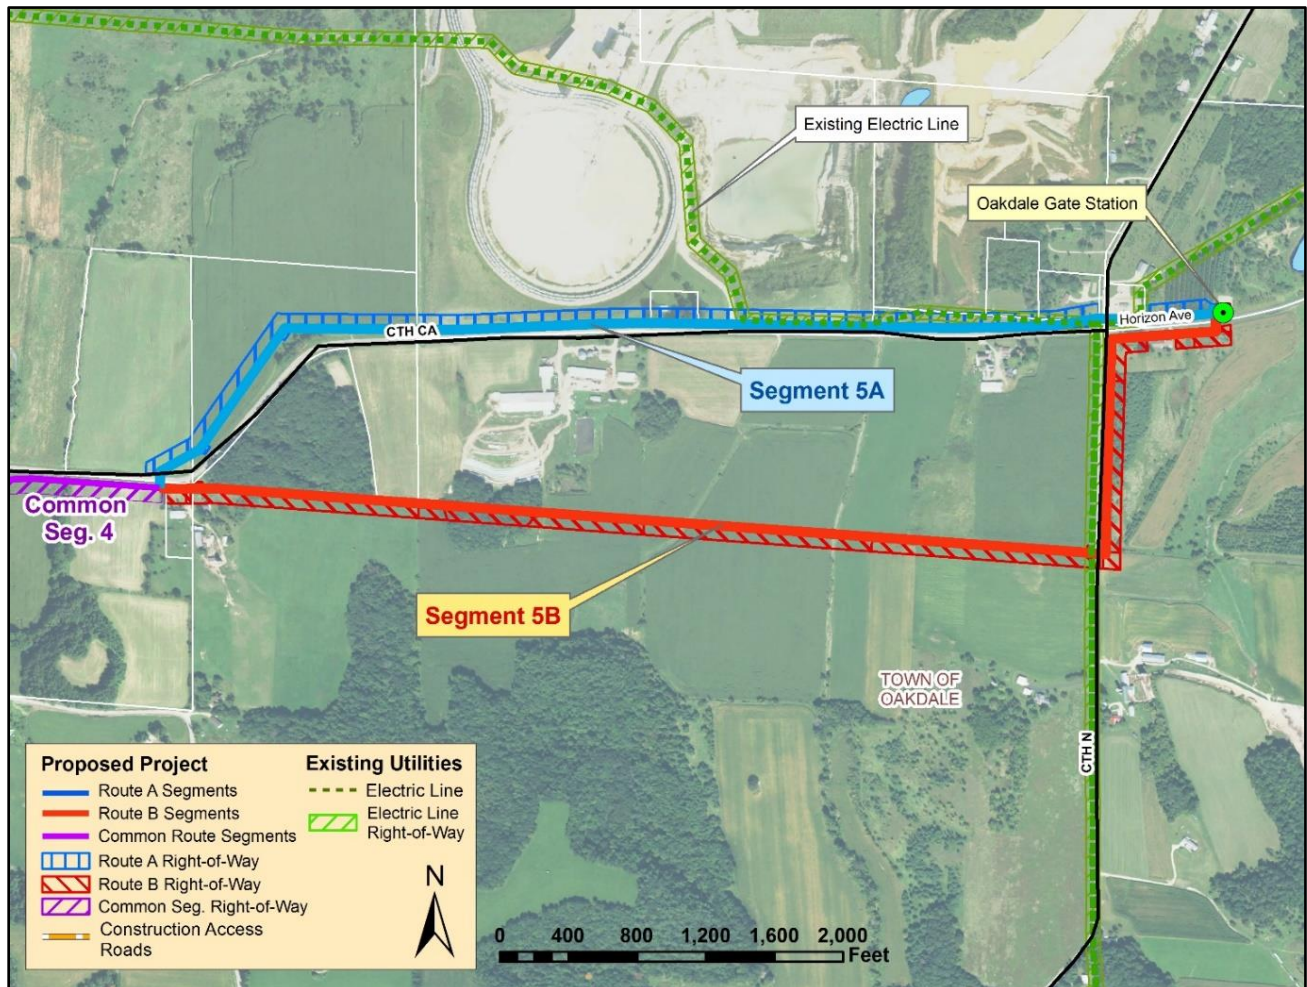 Existing Electric Line
Oakdale Gate Station
Horizon Ave
CTH CA
Segment 5A
Common
Seg. 4
Segment 5B
TOWN OF
OAKDALE
CTH N
Proposed Project
Route A Segments
Route B Segments
Common Route Segments
Route A Right-of-Way
Route B Right-of-Way
Common Seg. Right-of-Way
Construction Access
Roads
Existing Utilities
Electric Line
Electric Line
Right-of-Way
N
0 400 800 1,200 1,600 2,000
Feet